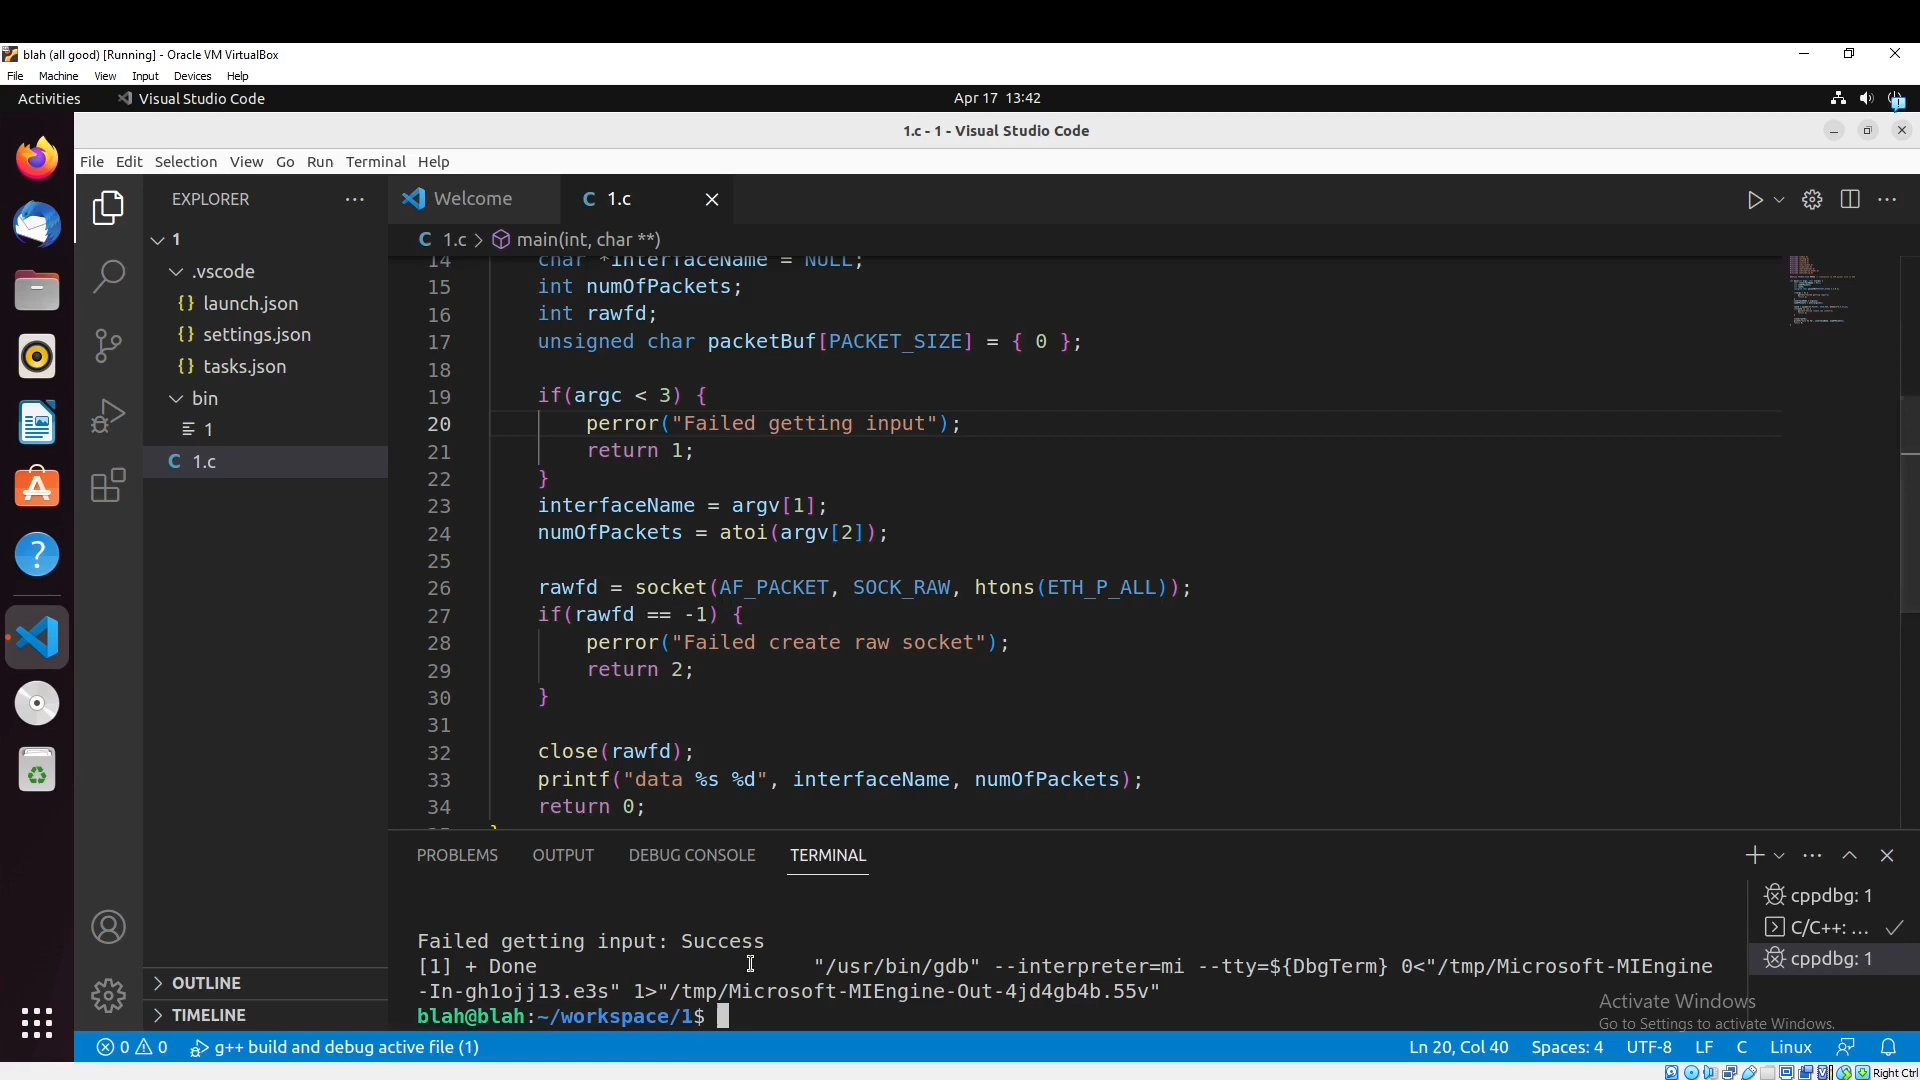 blah (all good) [Running] - Oracle VM VirtualBox
File Machine View Input Devices Help
Activities Visual Studio Code Apr 17 13:42
1.c - 1 - Visual Studio Code
File Edit Selection View Go Run Terminal Help
EXPLORER
1
.vscode
{} launch.json
{} settings.json
{} tasks.json
bin
1
C 1.c
OUTLINE
TIMELINE
Welcome C 1.c
C 1.c > main(int, char **)
14 char *interfaceName = NULL;
15 int numOfPackets;
16 int rawfd;
17 unsigned char packetBuf[PACKET_SIZE] = { 0 };
18
19 if(argc < 3) {
20 perror("Failed getting input");
21 return 1;
22 }
23 interfaceName = argv[1];
24 numOfPackets = atoi(argv[2]);
25
26 rawfd = socket(AF_PACKET, SOCK_RAW, htons(ETH_P_ALL));
27 if(rawfd == -1) {
28 perror("Failed create raw socket");
29 return 2;
30 }
31
32 close(rawfd);
33 printf("data %s %d", interfaceName, numOfPackets);
34 return 0;
PROBLEMS OUTPUT DEBUG CONSOLE TERMINAL
Failed getting input: Success
[1] + Done "/usr/bin/gdb" --interpreter=mi --tty=${DbgTerm} 0<"/tmp/Microsoft-MIEngine
-In-gh1ojj13.e3s" 1>"/tmp/Microsoft-MIEngine-Out-4jd4gb4b.55v"
blah@blah:~/workspace/1$
cppdbg: 1
C/C++: ...
cppdbg: 1
Activate Windows
Go to Settings to activate Windows.
0 0 g++ build and debug active file (1) Ln 20, Col 40 Spaces: 4 UTF-8 LF C Linux
Right Ctrl